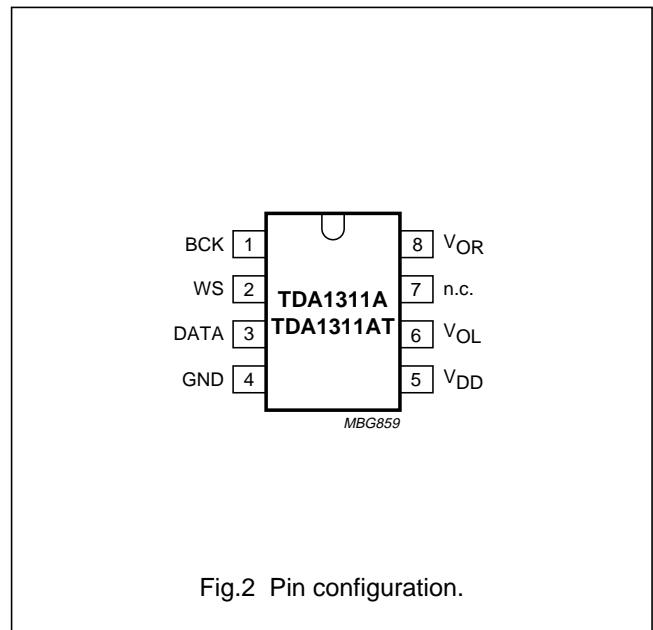 BCK 1
WS 2
DATA 3
GND 4
TDA1311A
TDA1311AT
8 VOR
7 n.c.
6 VOL
5 VDD
MBG859
Fig.2 Pin configuration.